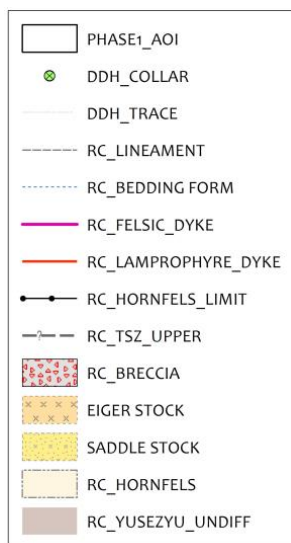 PHASE1_AOI
DDH_COLLAR
DDH_TRACE
RC_LINEAMENT
RC_BEDDING FORM
RC_FELSIC_DYKE
RC_LAMPROPHYRE_DYKE
RC_HORNFELS_LIMIT
?
RC_TSZ_UPPER
RC_BRECCIA
EIGER STOCK
SADDLE STOCK
RC_HORNFELS
RC_YUSEZYU_UNDIFF